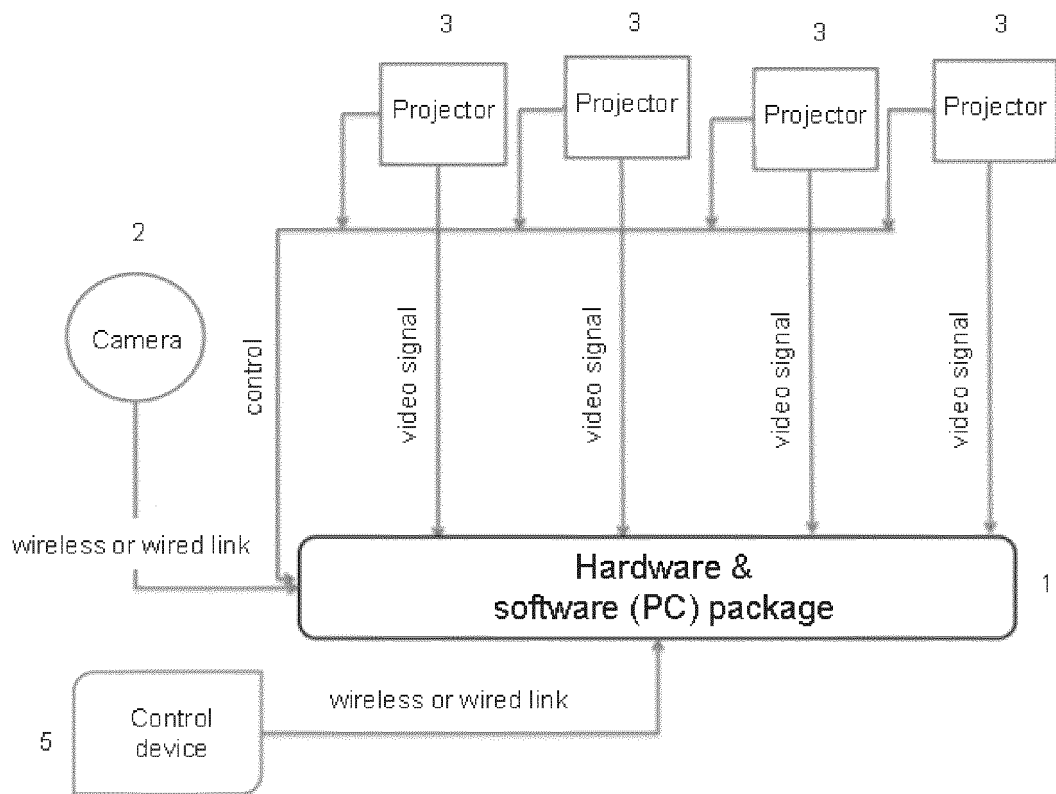 3
3
3
3
Projector
Projector
Projector
Projector
2
Camera
control
video signal
video signal
video signal
video signal
wireless or wired link
Hardware &
software (PC) package
1
wireless or wired link
5
Control
device